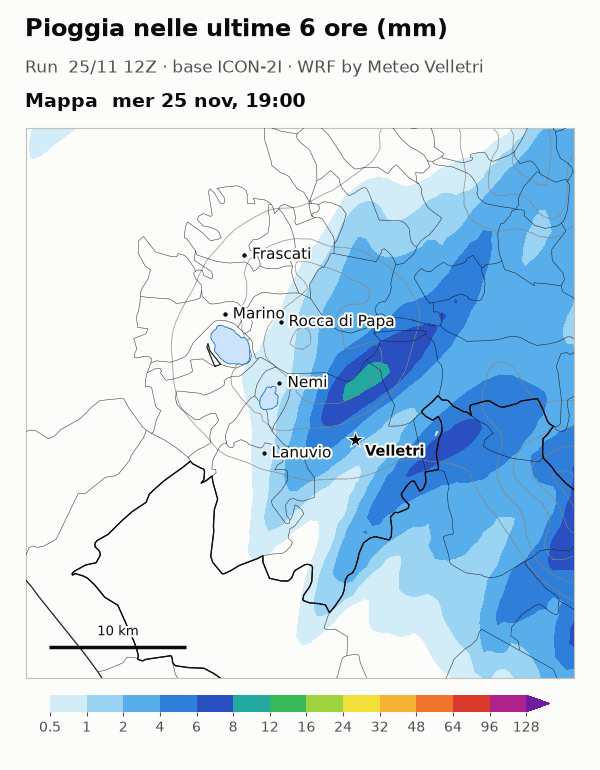 Pioggia nelle ultime 6 ore (mm)
Run  25/11 12Z · base ICON-2I · WRF by Meteo Velletri
Mappa  mer 25 nov, 19:00
Frascati
Marino
Rocca di Papa
Nemi
Velletri
Lanuvio
10 km
0.5 1 2 4 6 8 12 16 24 32 48 64 96 128